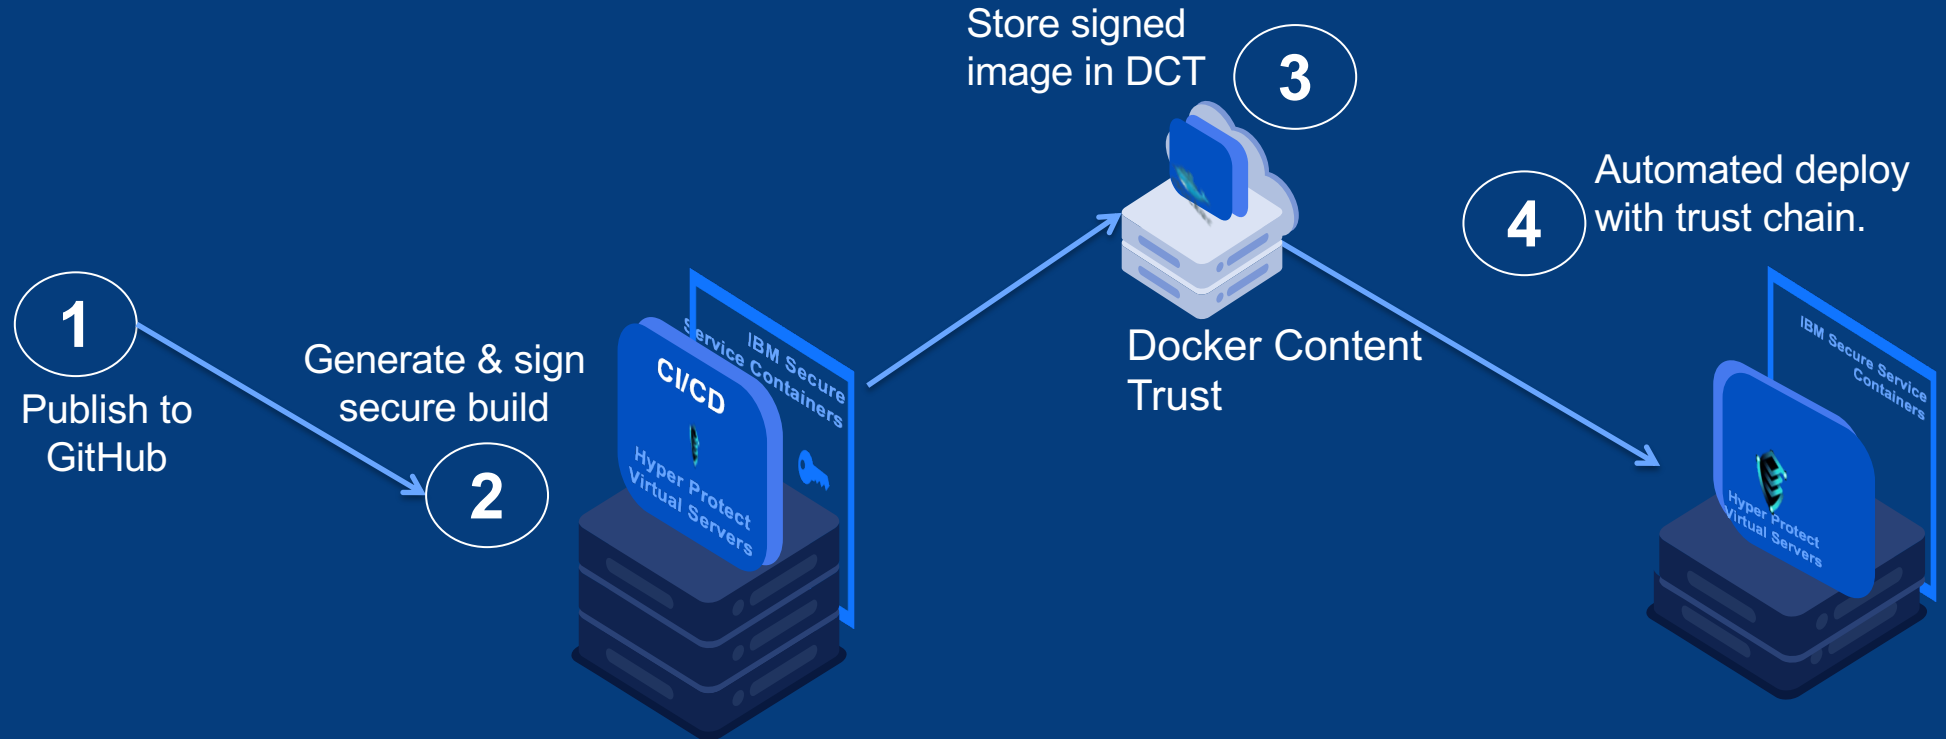 1
Publish to
GitHub
Generate & sign
secure build
2
CI/CD
Hyper Protect
Virtual Servers
IBM Secure
Service Containers
Store signed
image in DCT
3
Docker Content
Trust
4
Automated deploy
with trust chain.
IBM Secure Service
Containers
Hyper Protect
Virtual Servers